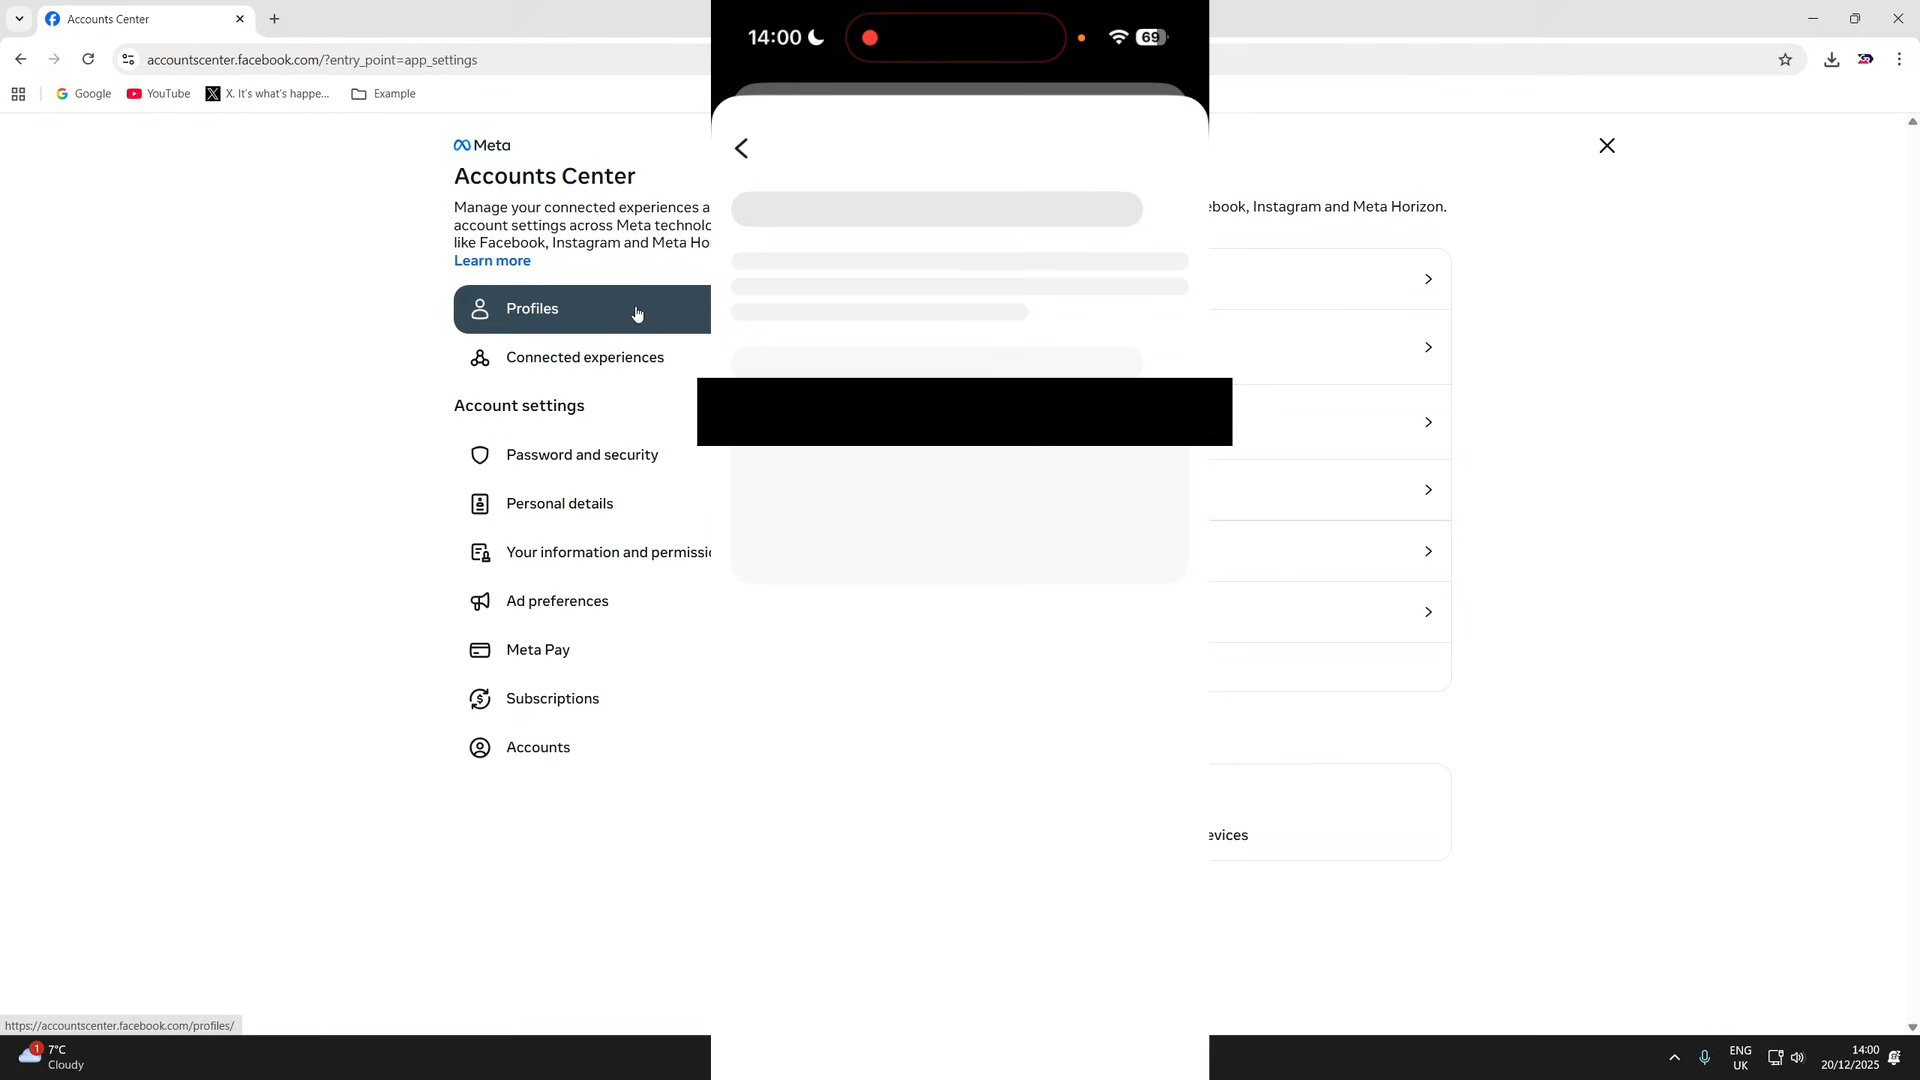 Accounts Center
accountscenter.facebook.com/?entry_point=app_settings
Google
YouTube
X. It's what's happe...
Example
14:00
69
Meta
Accounts Center
Manage your connected experiences a
account settings across Meta technolo
like Facebook, Instagram and Meta Ho
Learn more
Profiles
Connected experiences
Account settings
Password and security
Personal details
Your information and permissi
Ad preferences
Meta Pay
Subscriptions
Accounts
ebook, Instagram and Meta Horizon.
evices
https://accountscenter.facebook.com/profiles/
1
7°C
Cloudy
ENG
UK
14:00
20/12/2025